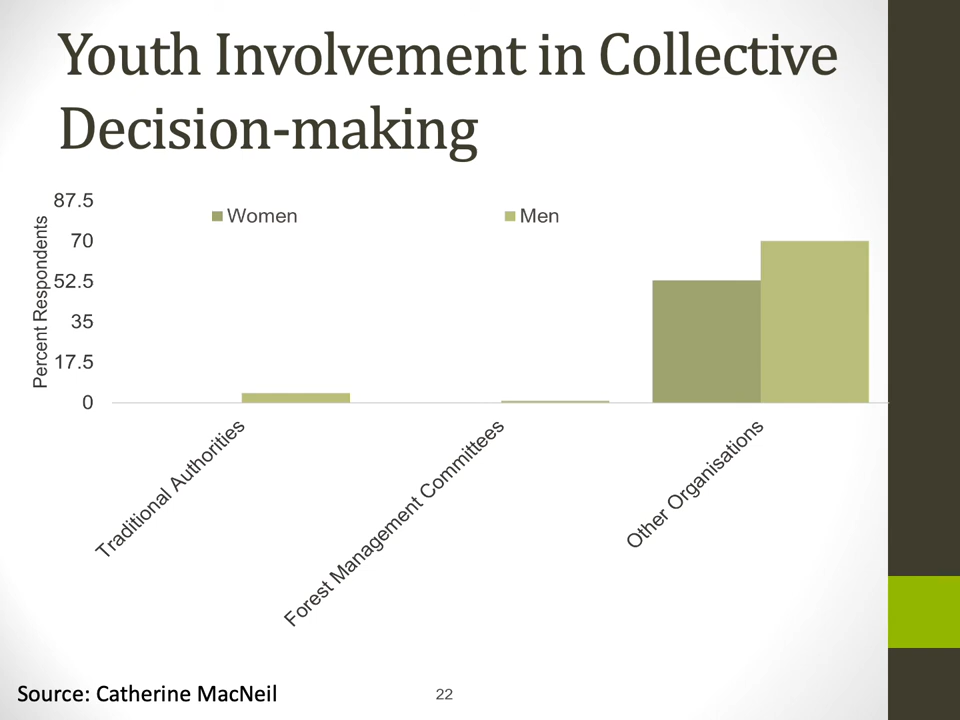 Youth Involvement in Collective
Decision-making
87.5
70
52.5
35
17.5
0
Percent Respondents
Women
Men
Traditional Authorities
Forest Management Committees
Other Organisations
Source: Catherine MacNeil
22